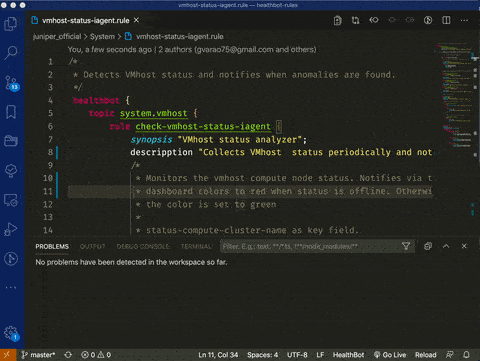 vmhost-status-iagent.rule — healthbot-rules
vmhost-status-iagent.rule
juniper_official > System > vmhost-status-iagent.rule
You, a few seconds ago | 2 authors (gvarao75@gmail.com and others)
1 /*
2 * Detects VMhost status and notifies when anomalies are found.
3 */
4 healthbot {
5 topic system.vmhost {
6 rule check-vmhost-status-iagent {
7 synopsis "VMhost status analyzer";
8 descripption "Collects VMhost status periodically and not
9 /*
10 * Monitors the vmhost compute node status. Notifies via t
11 * dashboard colors to red when status is offline. Otherwi
12 * the color is set to green
13 *
14 * status-compute-cluster-name as key field.
PROBLEMS OUTPUT DEBUG CONSOLE TERMINAL Filter. E.g.: text, **/*.ts, !**/node_modules/**
No problems have been detected in the workspace so far.
13
1
master* 0 0 Ln 11, Col 34 Spaces: 4 UTF-8 LF HealthBot Go Live Reload